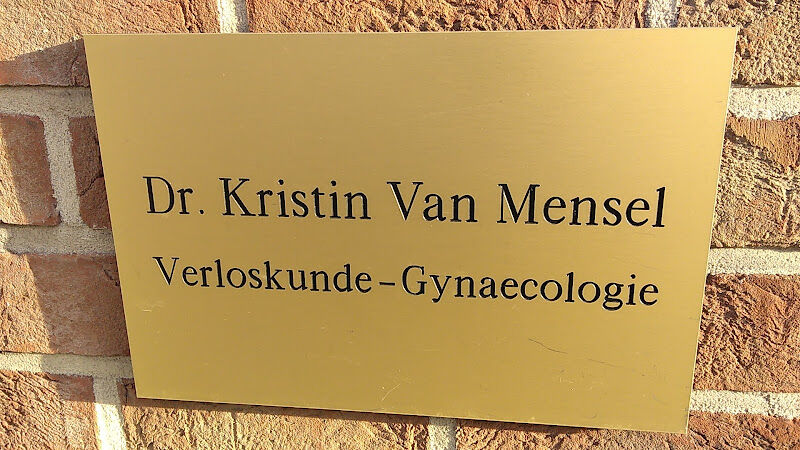 Dr. Kristin Van Mensel
Verloskunde-Gynaecologie